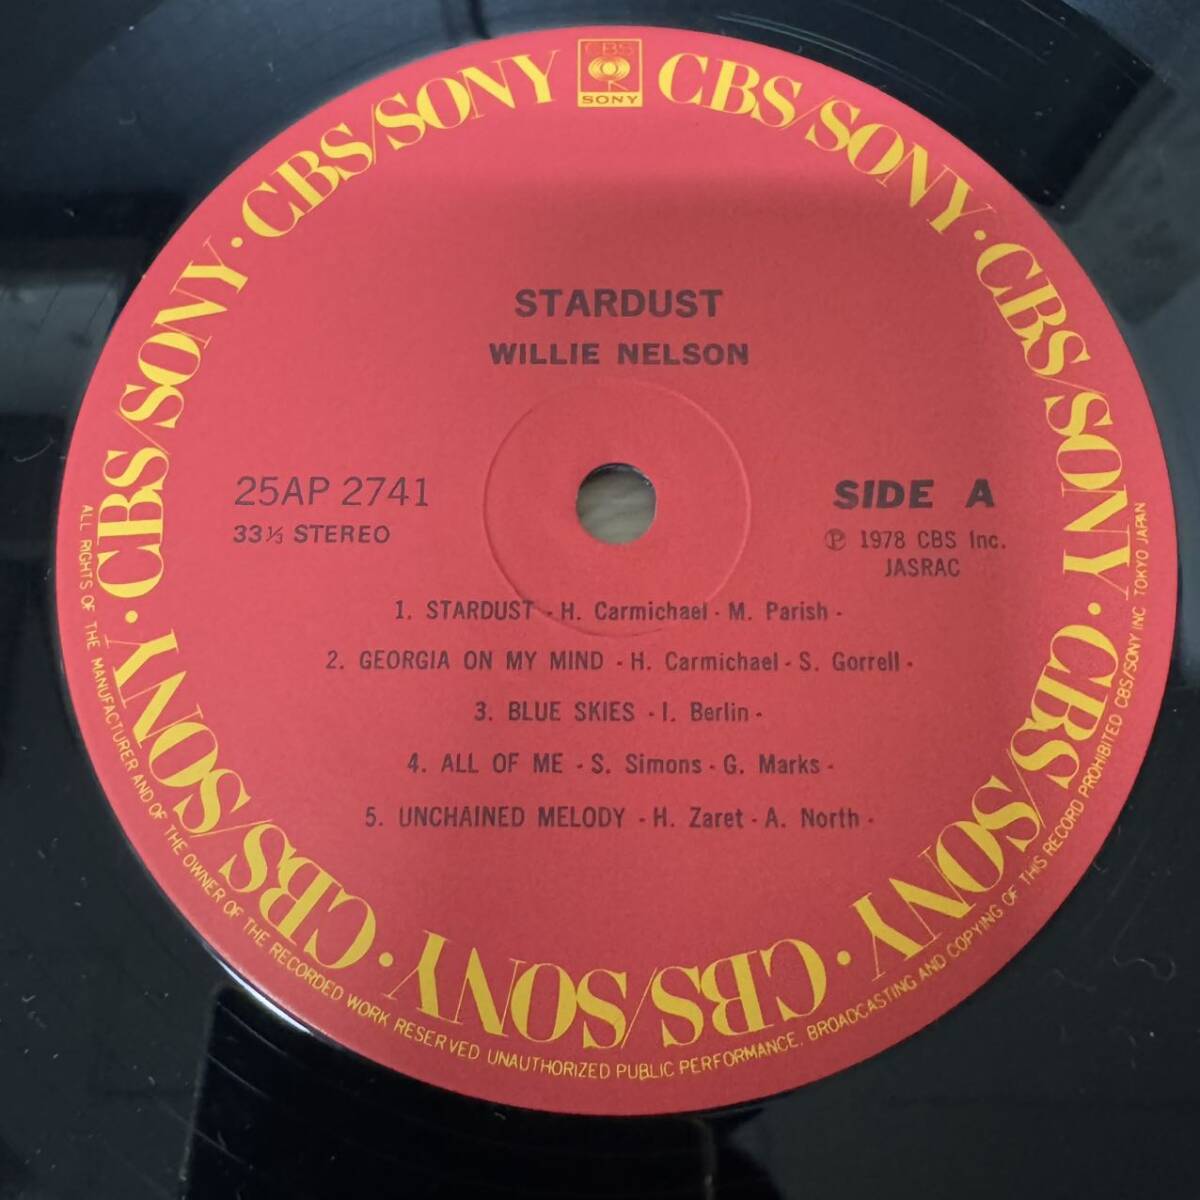 CBS
SONY
CBS/SONY · CBS/SONY · CBS/SONY · CBS/SONY · CBS/SONY · CBS/SONY · CBS/SONY · CBS/SONY
STARDUST
WILLIE NELSON
25AP 2741
33⅓ STEREO
SIDE A
Ⓟ 1978 CBS Inc.
JASRAC
1. STARDUST - H. Carmichael - M. Parish -
2. GEORGIA ON MY MIND - H. Carmichael - S. Gorrell -
3. BLUE SKIES - I. Berlin -
4. ALL OF ME - S. Simons - G. Marks -
5. UNCHAINED MELODY - H. Zaret - A. North -
ALL RIGHTS OF THE MANUFACTURER AND OF THE OWNER OF THE RECORDED WORK RESERVED UNAUTHORIZED PUBLIC PERFORMANCE. BROADCASTING AND COPYING OF THIS RECORD PROHIBITED CBS/SONY INC TOKYO JAPAN